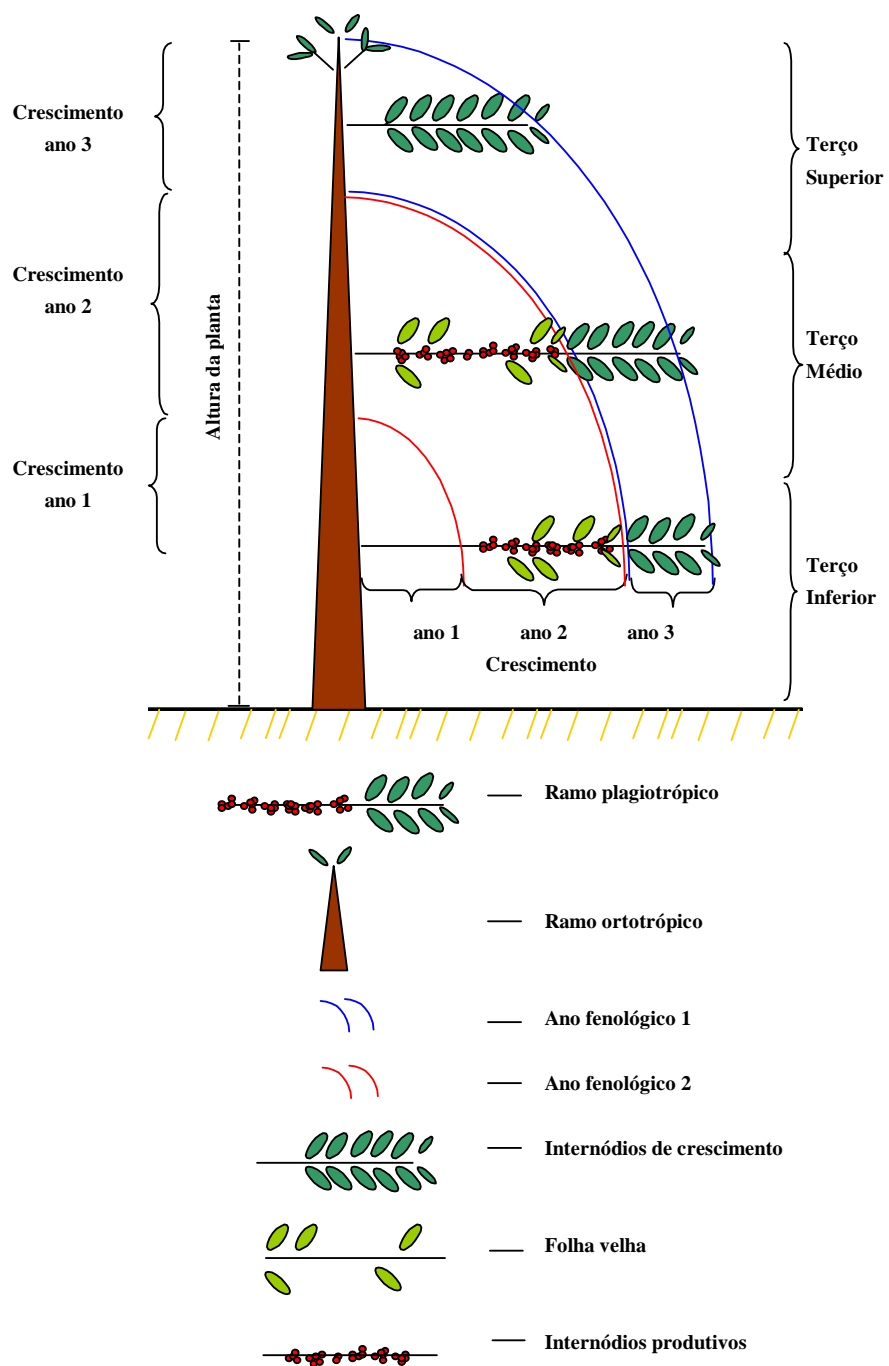 Crescimento
ano 3
Terço
Superior
Crescimento
ano 2
Altura da planta
Terço
Médio
Crescimento
ano 1
Terço
Inferior
ano 1 ano 2 ano 3
Crescimento
Ramo plagiotrópico
Ramo ortotrópico
Ano fenológico 1
Ano fenológico 2
Internódios de crescimento
Folha velha
Internódios produtivos